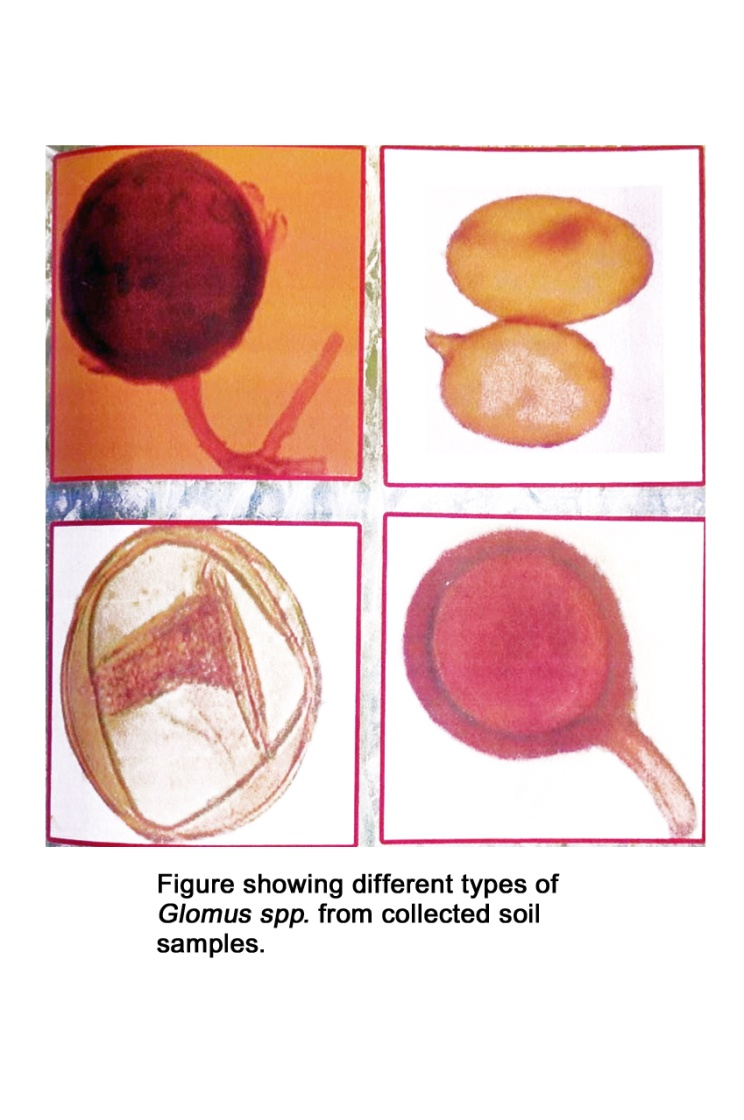 Figure showing different types of
Glomus spp. from collected soil
samples.